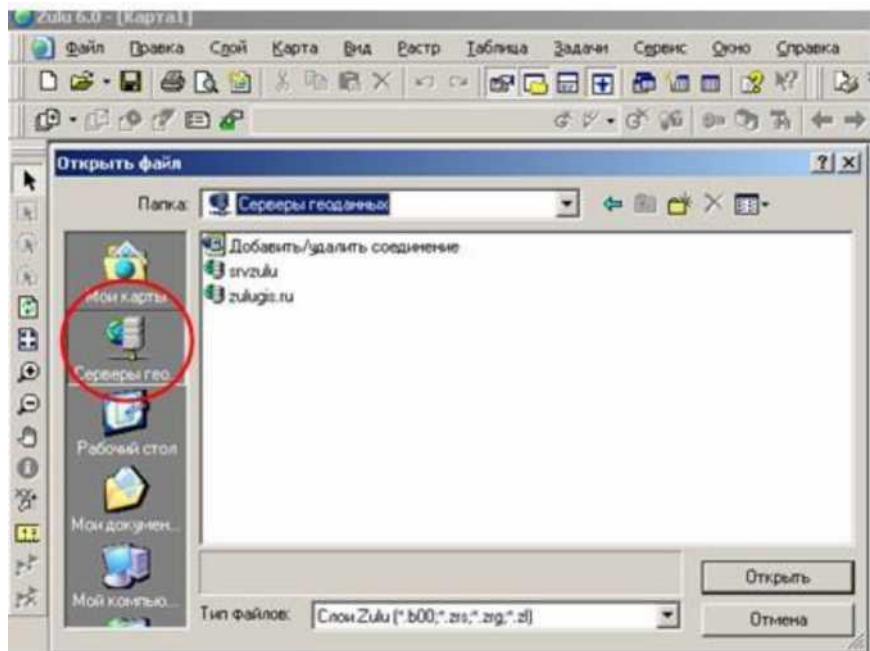 Zulu 6.0 - [Карта1]
Файл Правка Слой Карта Вид Растр Таблица Задачи Сервис Окно Справка
Открыть файл
Папка: Серверы геоданных
Мои карты
Серверы гео...
Рабочий стол
Мои докумен...
Мой компью...
Добавить/удалить соединение
srvzulu
zulugis.ru
Открыть
Тип файлов: Слои Zulu (*.b00;*.zrs;*.zrg;*.zl)
Отмена